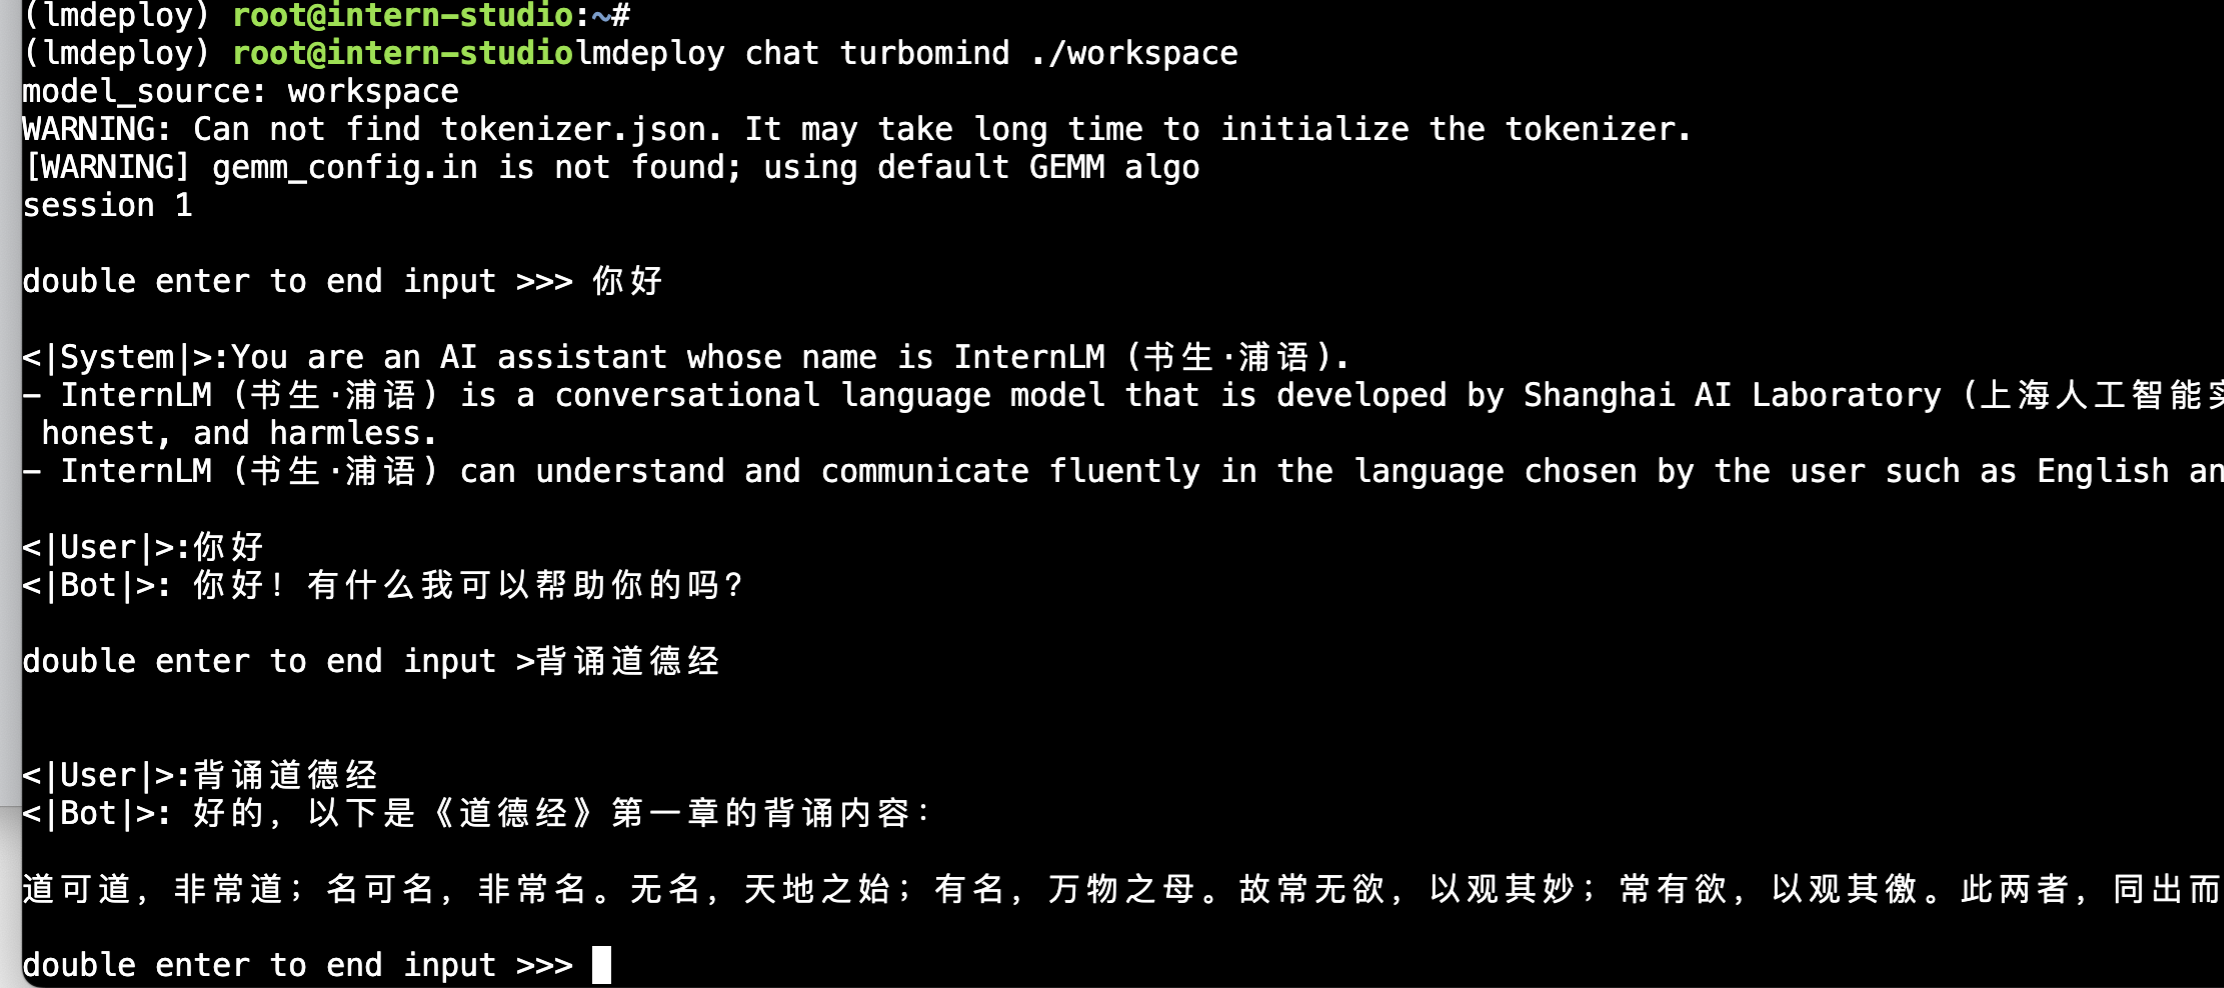 (lmdeploy) root@intern-studio:~#
(lmdeploy) root@intern-studiolmdeploy chat turbomind ./workspace
model_source: workspace
WARNING: Can not find tokenizer.json. It may take long time to initialize the tokenizer.
[WARNING] gemm_config.in is not found; using default GEMM algo
session 1
double enter to end input >>> 你好
<|System|>:You are an AI assistant whose name is InternLM (书生·浦语).
- InternLM (书生·浦语) is a conversational language model that is developed by Shanghai AI Laboratory (上海人工智能实
honest, and harmless.
- InternLM (书生·浦语) can understand and communicate fluently in the language chosen by the user such as English an
<|User|>:你好
<|Bot|>: 你好！有什么我可以帮助你的吗？
double enter to end input >背诵道德经
<|User|>:背诵道德经
<|Bot|>: 好的，以下是《道德经》第一章的背诵内容：
道可道，非常道；名可名，非常名。无名，天地之始；有名，万物之母。故常无欲，以观其妙；常有欲，以观其徼。此两者，同出而
double enter to end input >>>